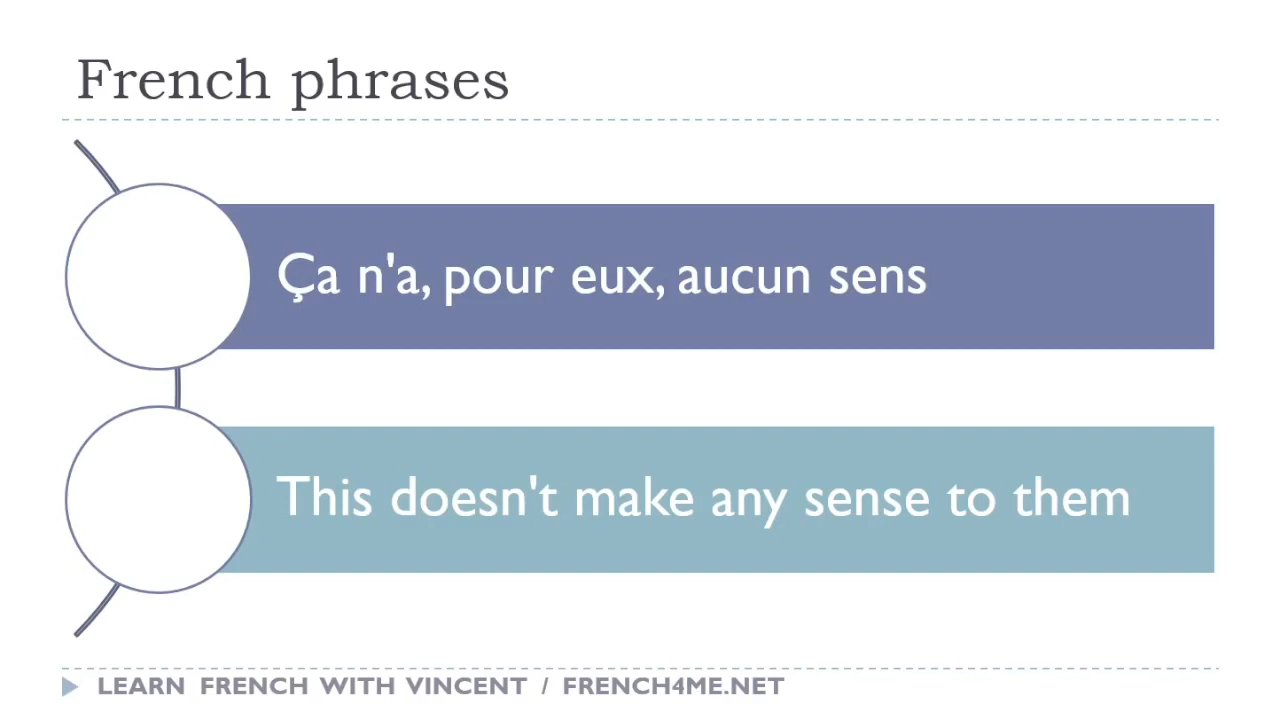 French phrases
Ça n'a, pour eux, aucun sens
This doesn't make any sense to them
LEARN FRENCH WITH VINCENT / FRENCH4ME.NET